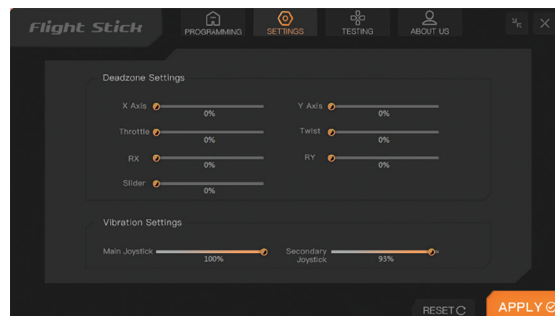 Flight Stick
PROGRAMMING
SETTINGS
TESTING
ABOUT US
Deadzone Settings
X Axis
0%
Y Axis
0%
Throttle
0%
Twist
0%
RX
0%
RY
0%
Slider
0%
Vibration Settings
Main Joystick
100%
Secondary
Joystick
93%
RESET
APPLY